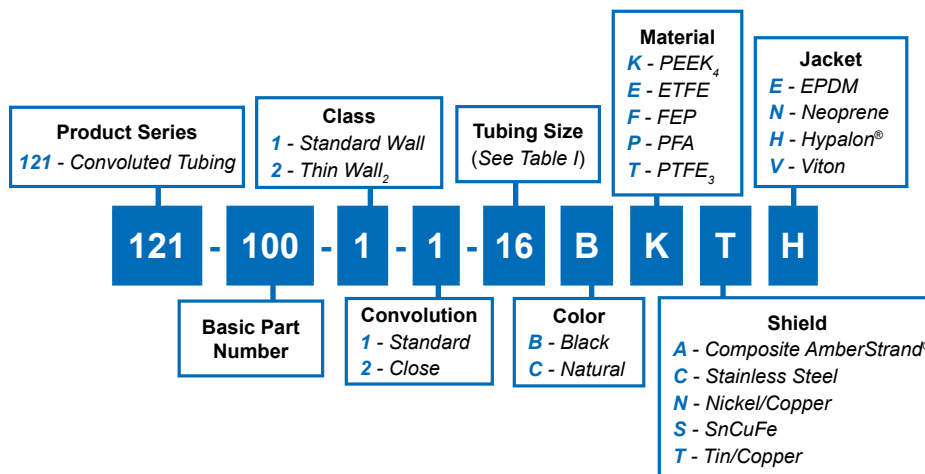 Product Series
121 - Convoluted Tubing
Class
1 - Standard Wall
2 - Thin Wall2
Tubing Size
(See Table I)
Material
K - PEEK4
E - ETFE
F - FEP
P - PFA
T - PTFE3
Jacket
E - EPDM
N - Neoprene
H - Hypalon®
V - Viton
121 - 100 - 1 - 1 - 16 B K T H
Basic Part
Number
Convolution
1 - Standard
2 - Close
Color
B - Black
C - Natural
Shield
A - Composite AmberStrand®
C - Stainless Steel
N - Nickel/Copper
S - SnCuFe
T - Tin/Copper